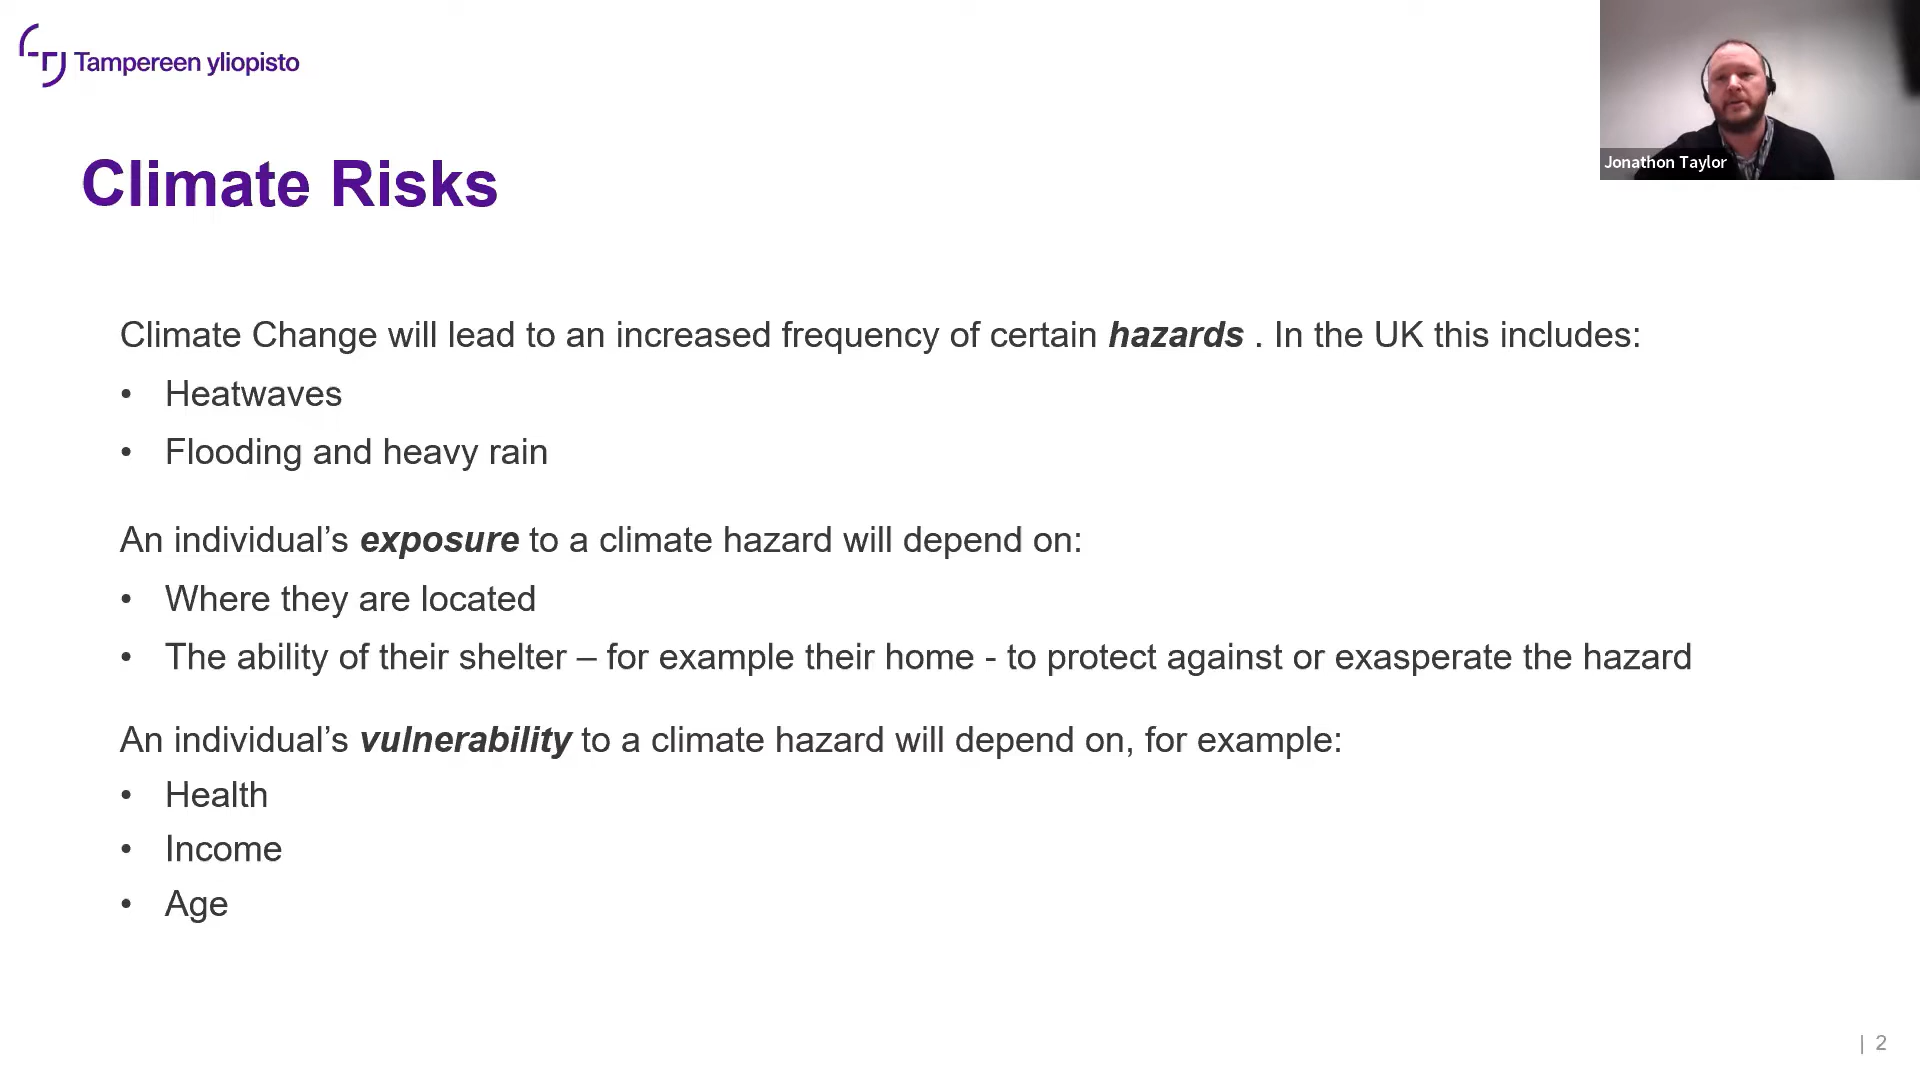 Tampereen yliopisto
Jonathon Taylor
Climate Risks
Climate Change will lead to an increased frequency of certain hazards . In the UK this includes:
• Heatwaves
• Flooding and heavy rain
An individual’s exposure to a climate hazard will depend on:
• Where they are located
• The ability of their shelter – for example their home - to protect against or exasperate the hazard
An individual’s vulnerability to a climate hazard will depend on, for example:
• Health
• Income
• Age
| 2